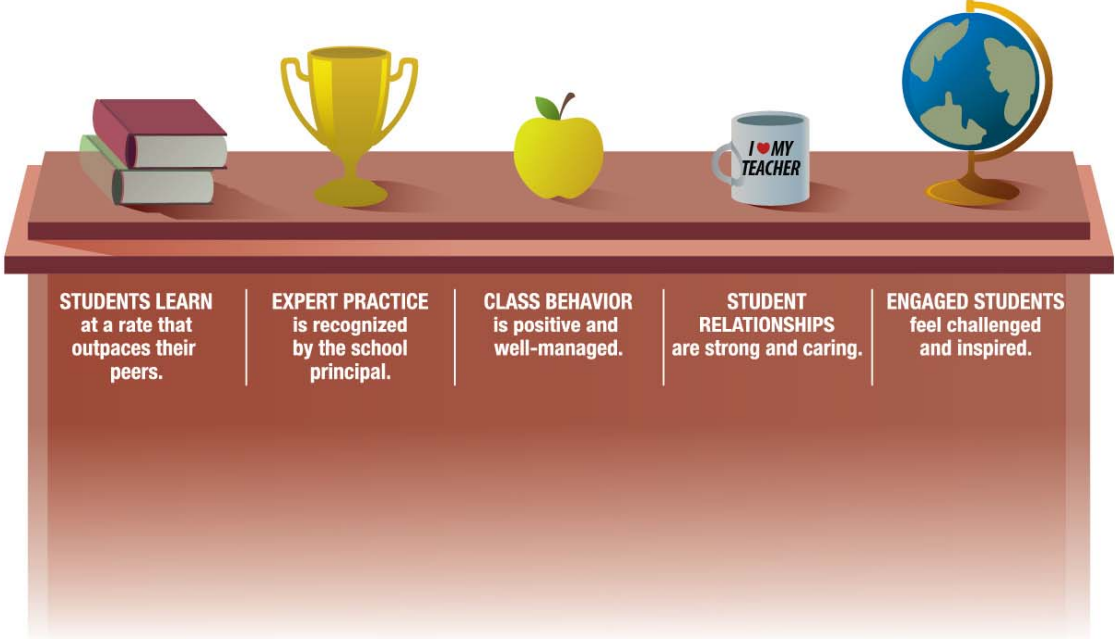 I ♥ MY
TEACHER
STUDENTS LEARN
at a rate that
outpaces their
peers.
EXPERT PRACTICE
is recognized
by the school
principal.
CLASS BEHAVIOR
is positive and
well-managed.
STUDENT
RELATIONSHIPS
are strong and caring.
ENGAGED STUDENTS
feel challenged
and inspired.